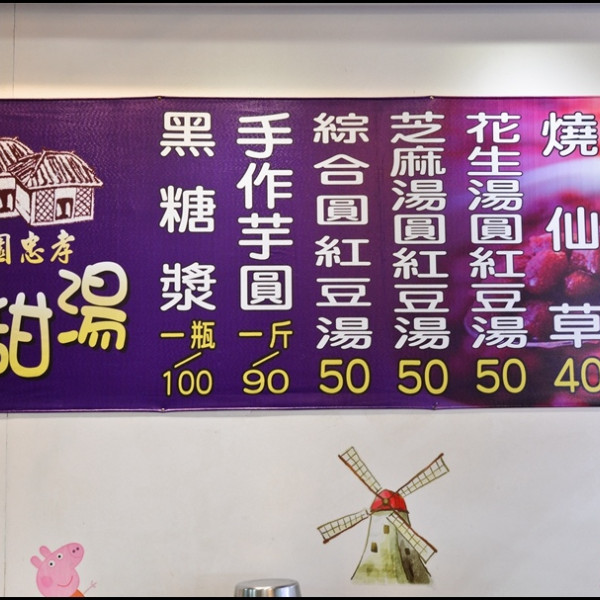 園忠孝
甜湯
黑糖漿
一瓶/100
手作芋圓
一斤/90
綜合圓紅豆湯
50
芝麻湯圓紅豆湯
50
花生湯圓紅豆湯
50
燒仙草
40